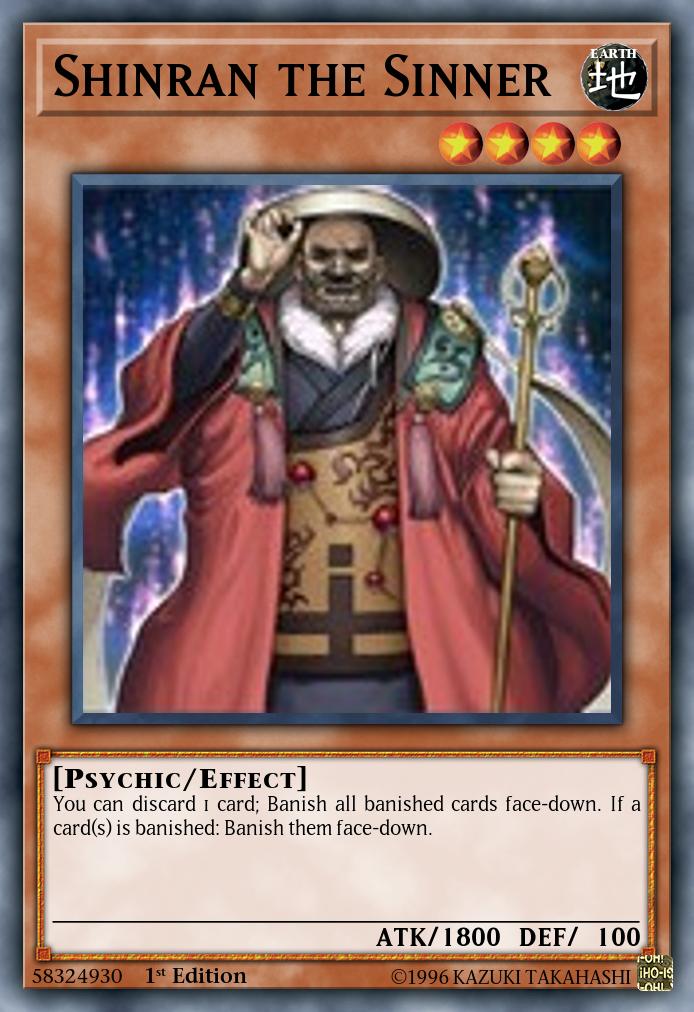 Shinran the Sinner
EARTH
地
[Psychic/Effect]
You can discard 1 card; Banish all banished cards face-down. If a
card(s) is banished: Banish them face-down.
ATK/1800 DEF/ 100
58324930 1st Edition ©1996 KAZUKI TAKAHASHI